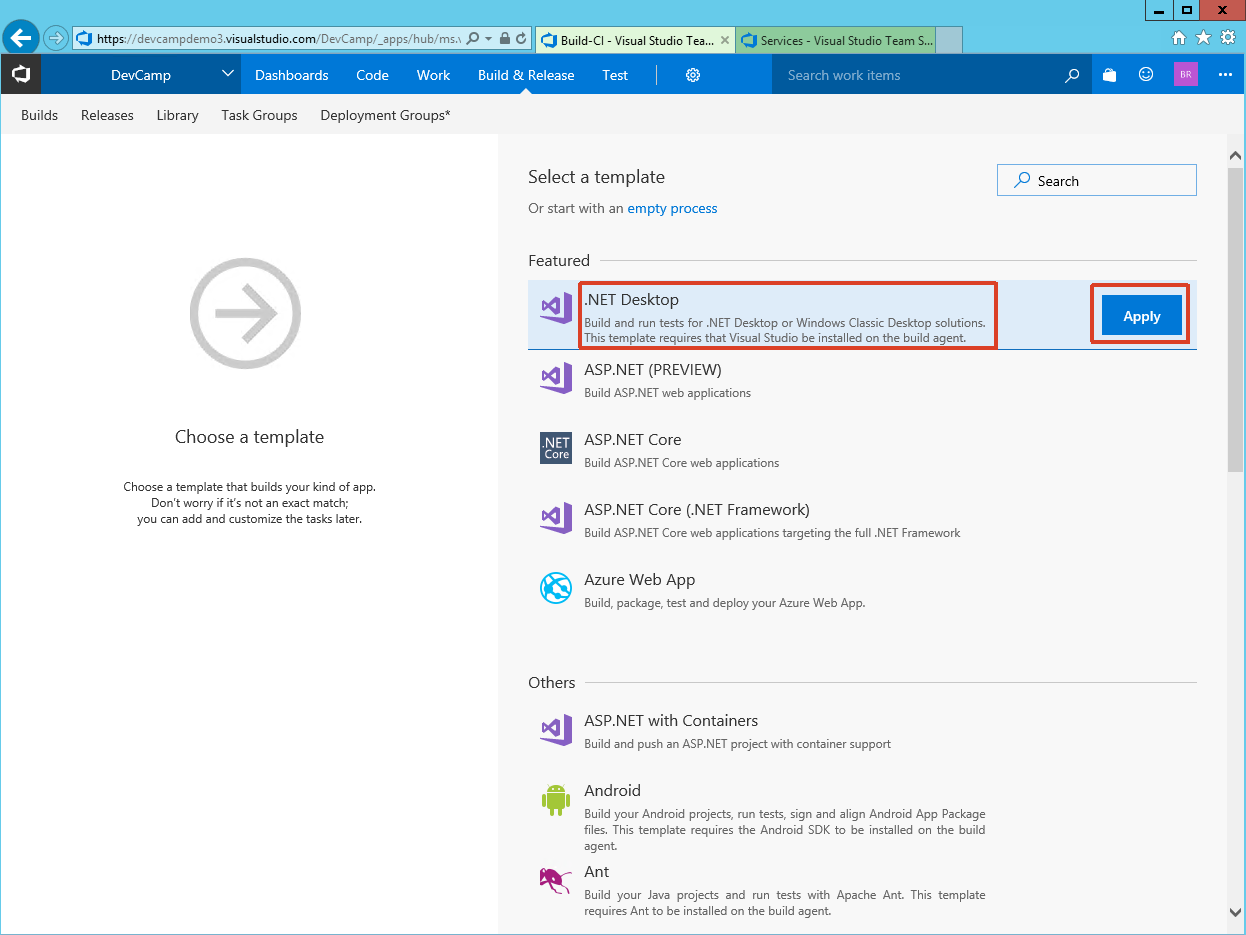 https://devcampdemo3.visualstudio.com/DevCamp/_apps/hub/ms.v
Build-CI - Visual Studio Tea...
Services - Visual Studio Team S...
DevCamp
Dashboards
Code
Work
Build & Release
Test
Search work items
BR
Builds
Releases
Library
Task Groups
Deployment Groups*
Choose a template
Choose a template that builds your kind of app.
Don't worry if it's not an exact match;
you can add and customize the tasks later.
Select a template
Search
Or start with an empty process
Featured
.NET Desktop
Build and run tests for .NET Desktop or Windows Classic Desktop solutions.
This template requires that Visual Studio be installed on the build agent.
Apply
ASP.NET (PREVIEW)
Build ASP.NET web applications
.NET
Core
ASP.NET Core
Build ASP.NET Core web applications
ASP.NET Core (.NET Framework)
Build ASP.NET Core web applications targeting the full .NET Framework
Azure Web App
Build, package, test and deploy your Azure Web App.
Others
ASP.NET with Containers
Build and push an ASP.NET project with container support
Android
Build your Android projects, run tests, sign and align Android App Package
files. This template requires the Android SDK to be installed on the build
agent.
Ant
Build your Java projects and run tests with Apache Ant. This template
requires Ant to be installed on the build agent.